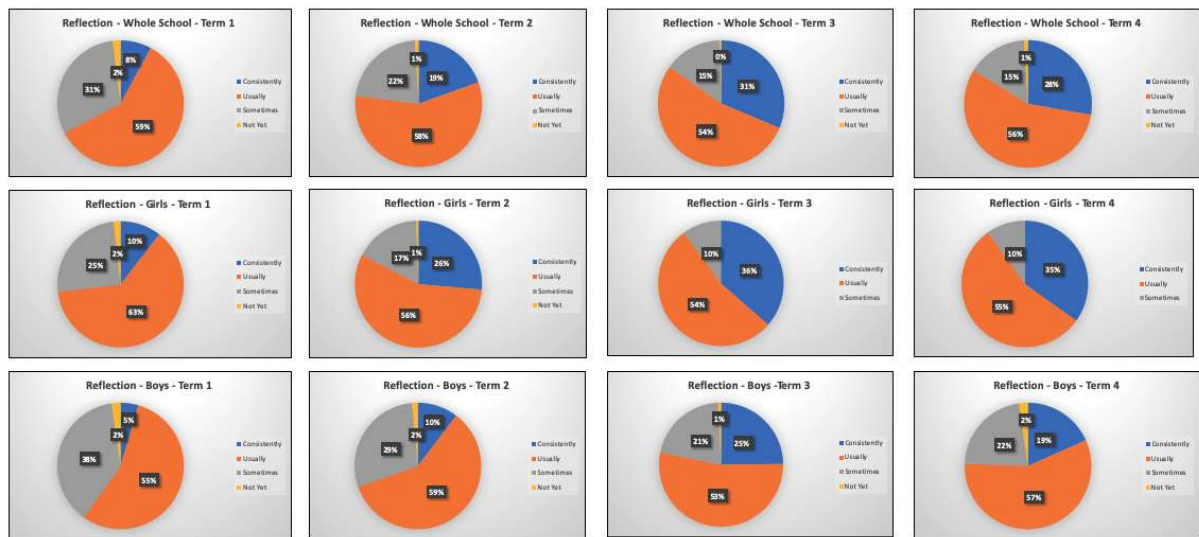 Reflection - Whole School - Term 1
8%
2%
31%
59%
Consistently
Usually
Sometimes
Not Yet
Reflection - Whole School - Term 2
1%
19%
22%
58%
Consistently
Usually
Sometimes
Not Yet
Reflection - Whole School - Term 3
0%
15%
31%
54%
Consistently
Usually
Sometimes
Not Yet
Reflection - Whole School - Term 4
1%
15%
28%
56%
Consistently
Usually
Sometimes
Not Yet
Reflection - Girls - Term 1
10%
2%
25%
63%
Consistently
Usually
Sometimes
Not Yet
Reflection - Girls - Term 2
1%
17%
26%
56%
Consistently
Usually
Sometimes
Not Yet
Reflection - Girls - Term 3
10%
36%
54%
Consistently
Usually
Sometimes
Reflection - Girls - Term 4
10%
35%
55%
Consistently
Usually
Sometimes
Reflection - Boys - Term 1
5%
2%
38%
55%
Consistently
Usually
Sometimes
Not Yet
Reflection - Boys - Term 2
10%
2%
29%
59%
Consistently
Usually
Sometimes
Not Yet
Reflection - Boys -Term 3
1%
21%
25%
53%
Consistently
Usually
Sometimes
Not Yet
Reflection - Boys - Term 4
2%
19%
22%
57%
Consistently
Usually
Sometimes
Not Yet